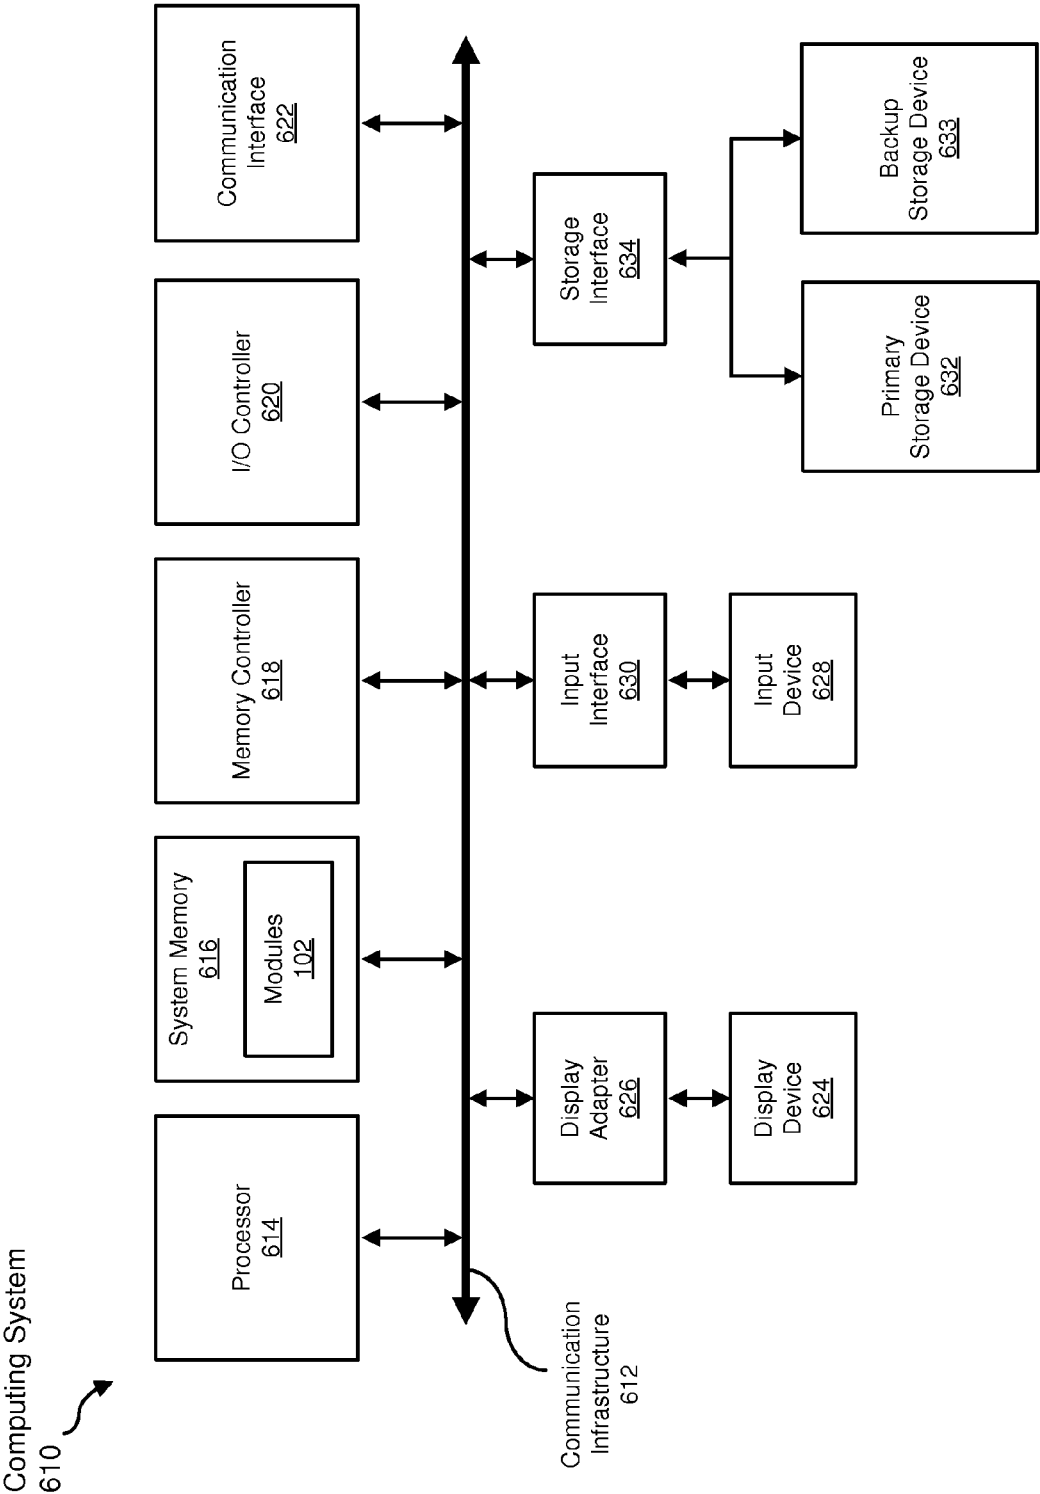 Computing System
610
Processor
614
System Memory
616
Modules
102
Memory Controller
618
I/O Controller
620
Communication
Interface
622
Communication
Infrastructure
612
Display
Adapter
626
Input
Interface
630
Storage
Interface
634
Display
Device
624
Input
Device
628
Primary
Storage Device
632
Backup
Storage Device
633